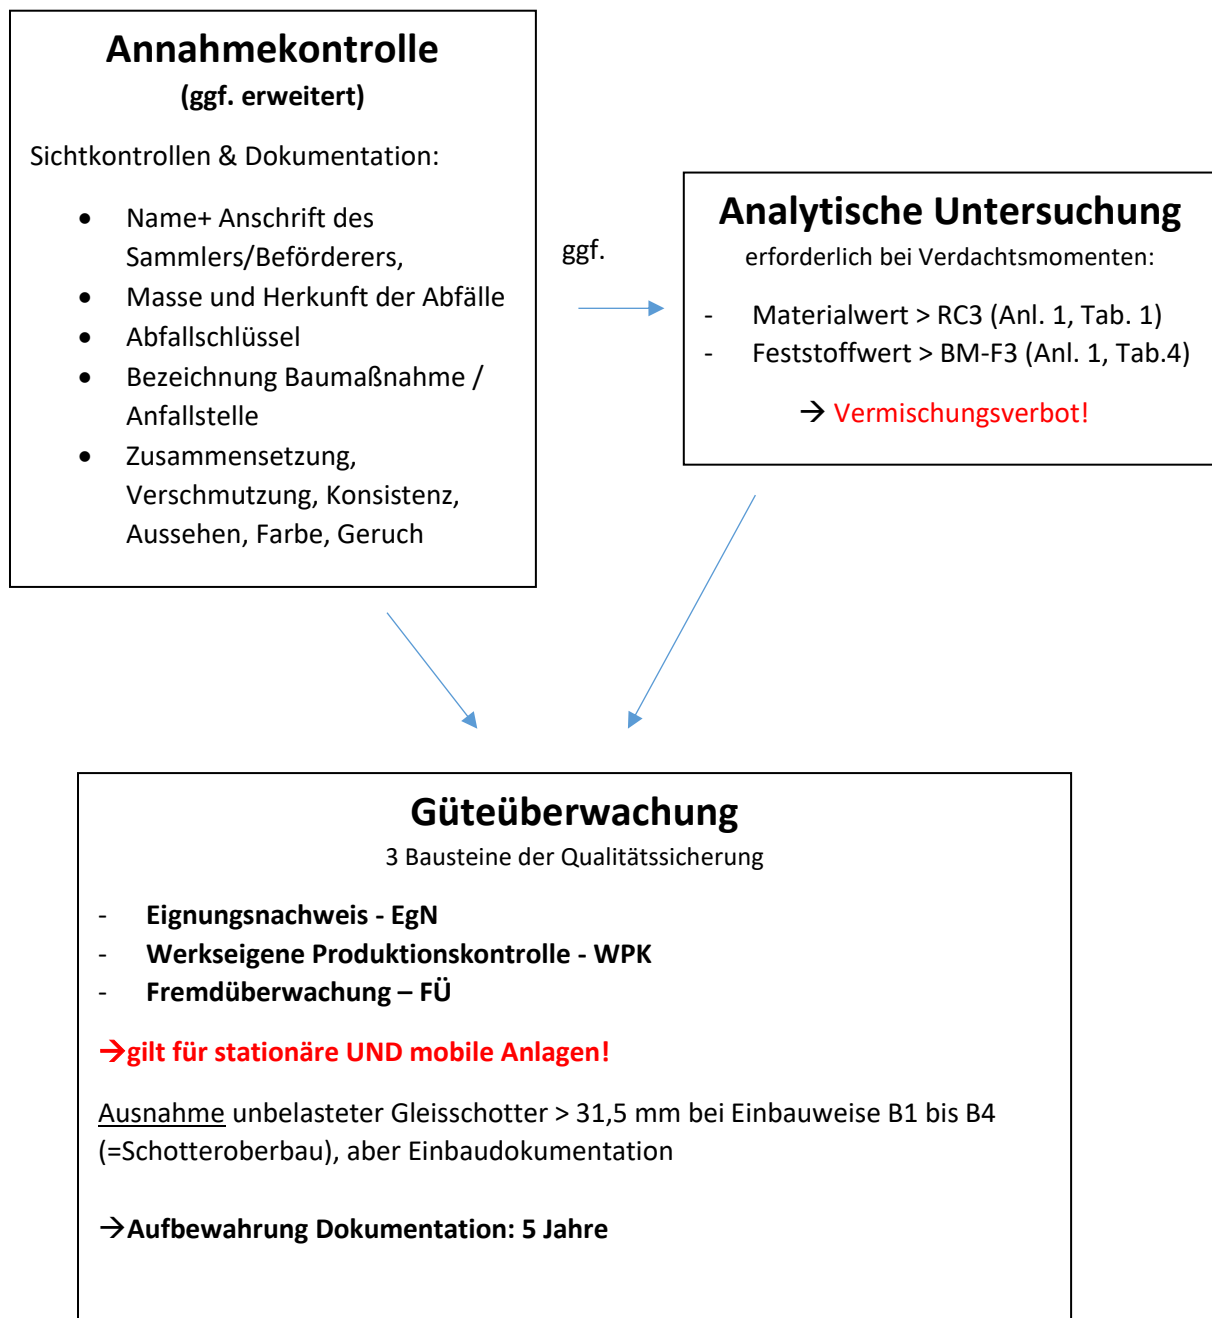 Annahmekontrolle
(ggf. erweitert)
Sichtkontrollen & Dokumentation:
• Name+ Anschrift des
Sammlers/Beförderers,
• Masse und Herkunft der Abfälle
• Abfallschlüssel
• Bezeichnung Baumaßnahme /
Anfallstelle
• Zusammensetzung,
Verschmutzung, Konsistenz,
Aussehen, Farbe, Geruch
ggf.
Analytische Untersuchung
erforderlich bei Verdachtsmomenten:
- Materialwert > RC3 (Anl. 1, Tab. 1)
- Feststoffwert > BM-F3 (Anl. 1, Tab.4)
→ Vermischungsverbot!
Güteüberwachung
3 Bausteine der Qualitätssicherung
- Eignungsnachweis - EgN
- Werkseigene Produktionskontrolle - WPK
- Fremdüberwachung – FÜ
→gilt für stationäre UND mobile Anlagen!
Ausnahme unbelasteter Gleisschotter > 31,5 mm bei Einbauweise B1 bis B4
(=Schotteroberbau), aber Einbaudokumentation
→Aufbewahrung Dokumentation: 5 Jahre